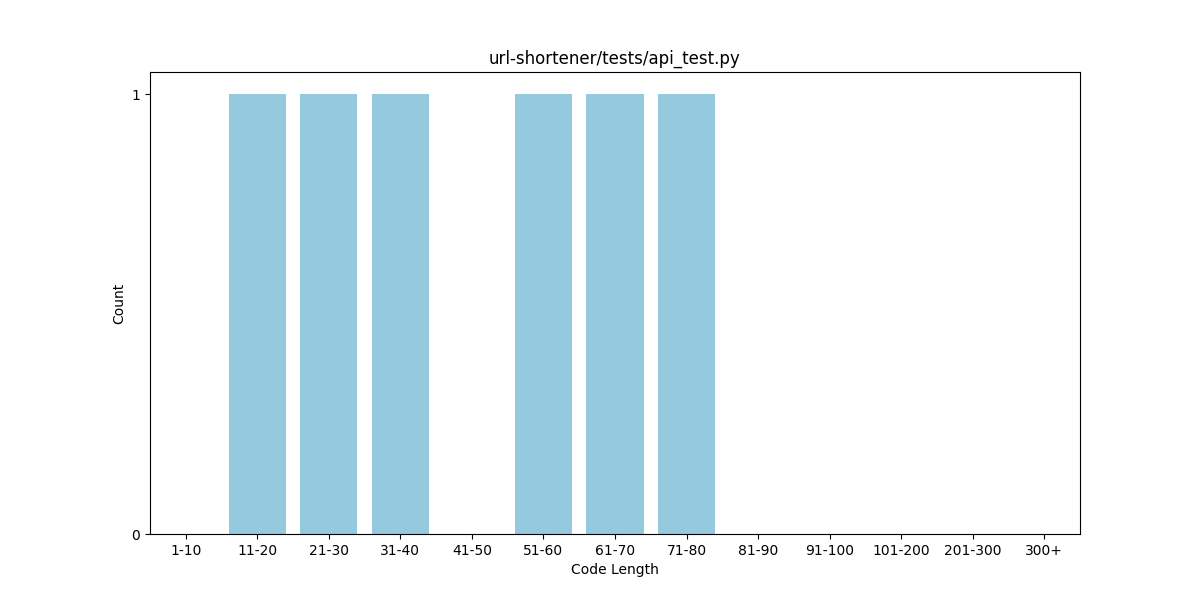 url-shortener/tests/api_test.py
1
Count
0
1-10 11-20 21-30 31-40 41-50 51-60 61-70 71-80 81-90 91-100 101-200 201-300 300+
Code Length